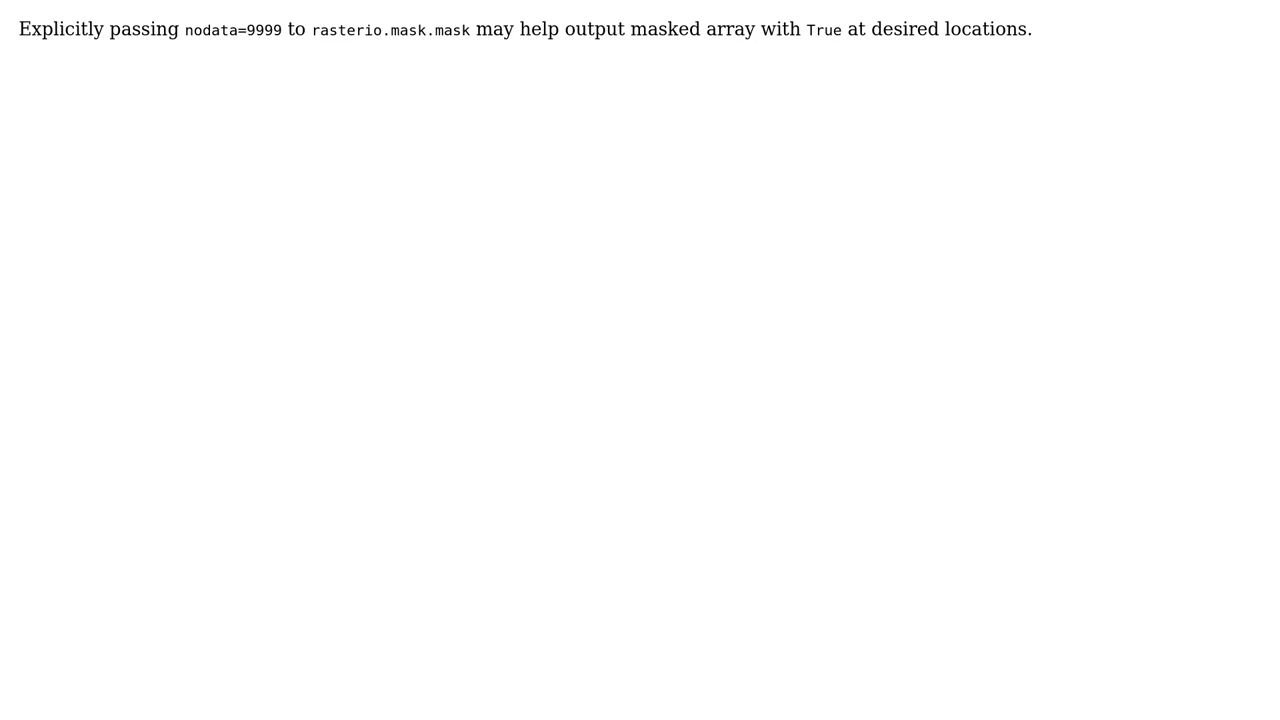 Explicitly passing nodata=9999 to rasterio.mask.mask may help output masked array with True at desired locations.